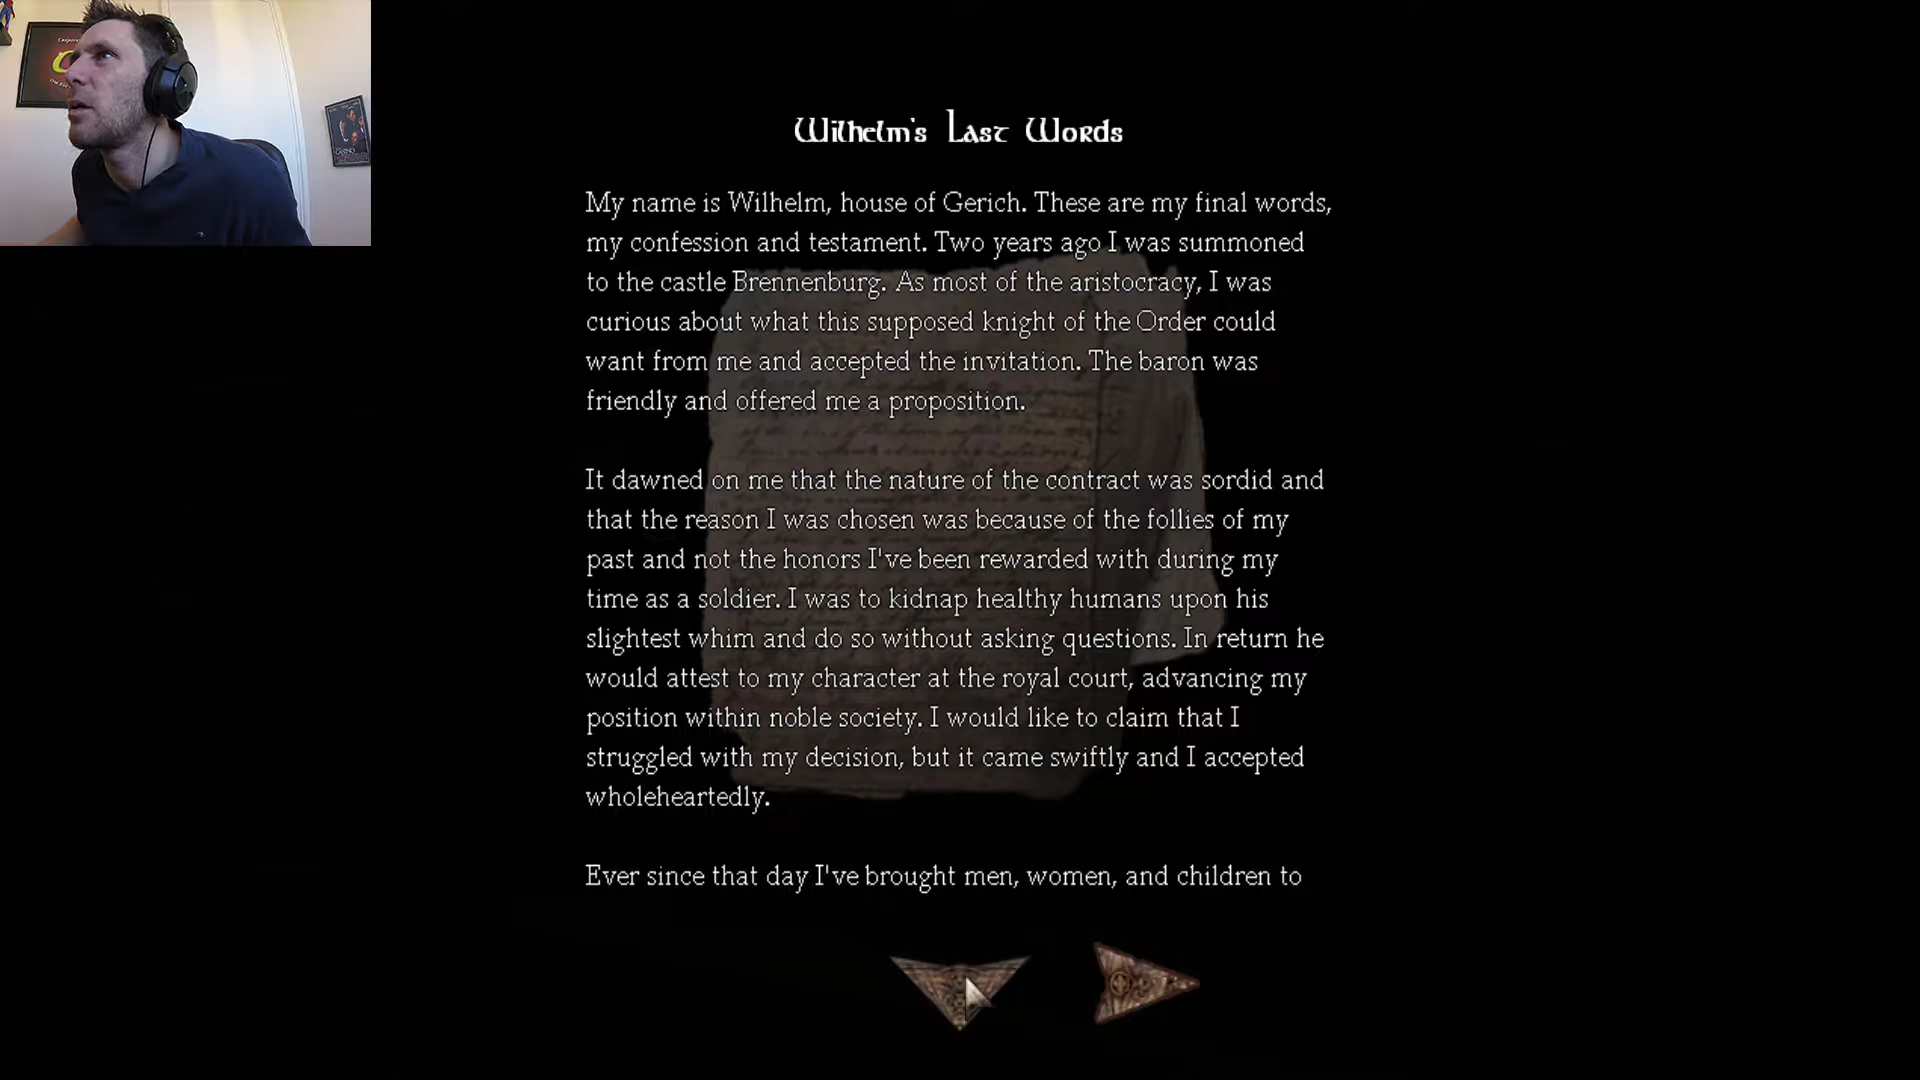 Wilhelm's Last Words
My name is Wilhelm, house of Gerich. These are my final words,
my confession and testament. Two years ago I was summoned
to the castle Brennenburg. As most of the aristocracy, I was
curious about what this supposed knight of the Order could
want from me and accepted the invitation. The baron was
friendly and offered me a proposition.
It dawned on me that the nature of the contract was sordid and
that the reason I was chosen was because of the follies of my
past and not the honors I've been rewarded with during my
time as a soldier. I was to kidnap healthy humans upon his
slightest whim and do so without asking questions. In return he
would attest to my character at the royal court, advancing my
position within noble society. I would like to claim that I
struggled with my decision, but it came swiftly and I accepted
wholeheartedly.
Ever since that day I've brought men, women, and children to